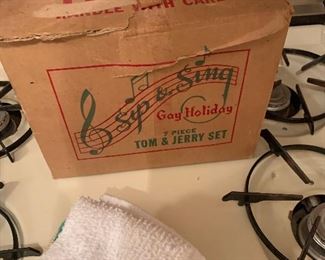 HANDLE WITH CARE
Sip & Sing
Gay Holiday
7 PIECE
TOM & JERRY SET